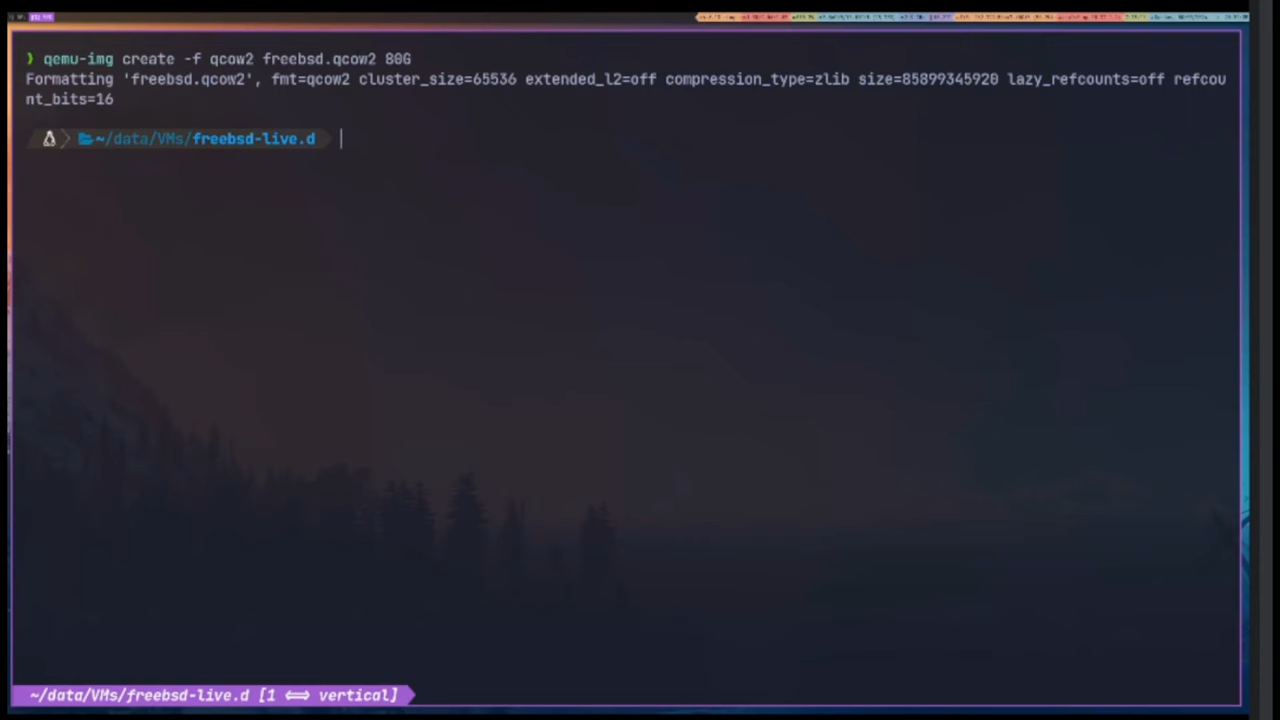 ❯ qemu-img create -f qcow2 freebsd.qcow2 80G
Formatting 'freebsd.qcow2', fmt=qcow2 cluster_size=65536 extended_l2=off compression_type=zlib size=85899345920 lazy_refcounts=off refcou
nt_bits=16
~/data/VMs/freebsd-live.d
~/data/VMs/freebsd-live.d [1 ⟺ vertical]